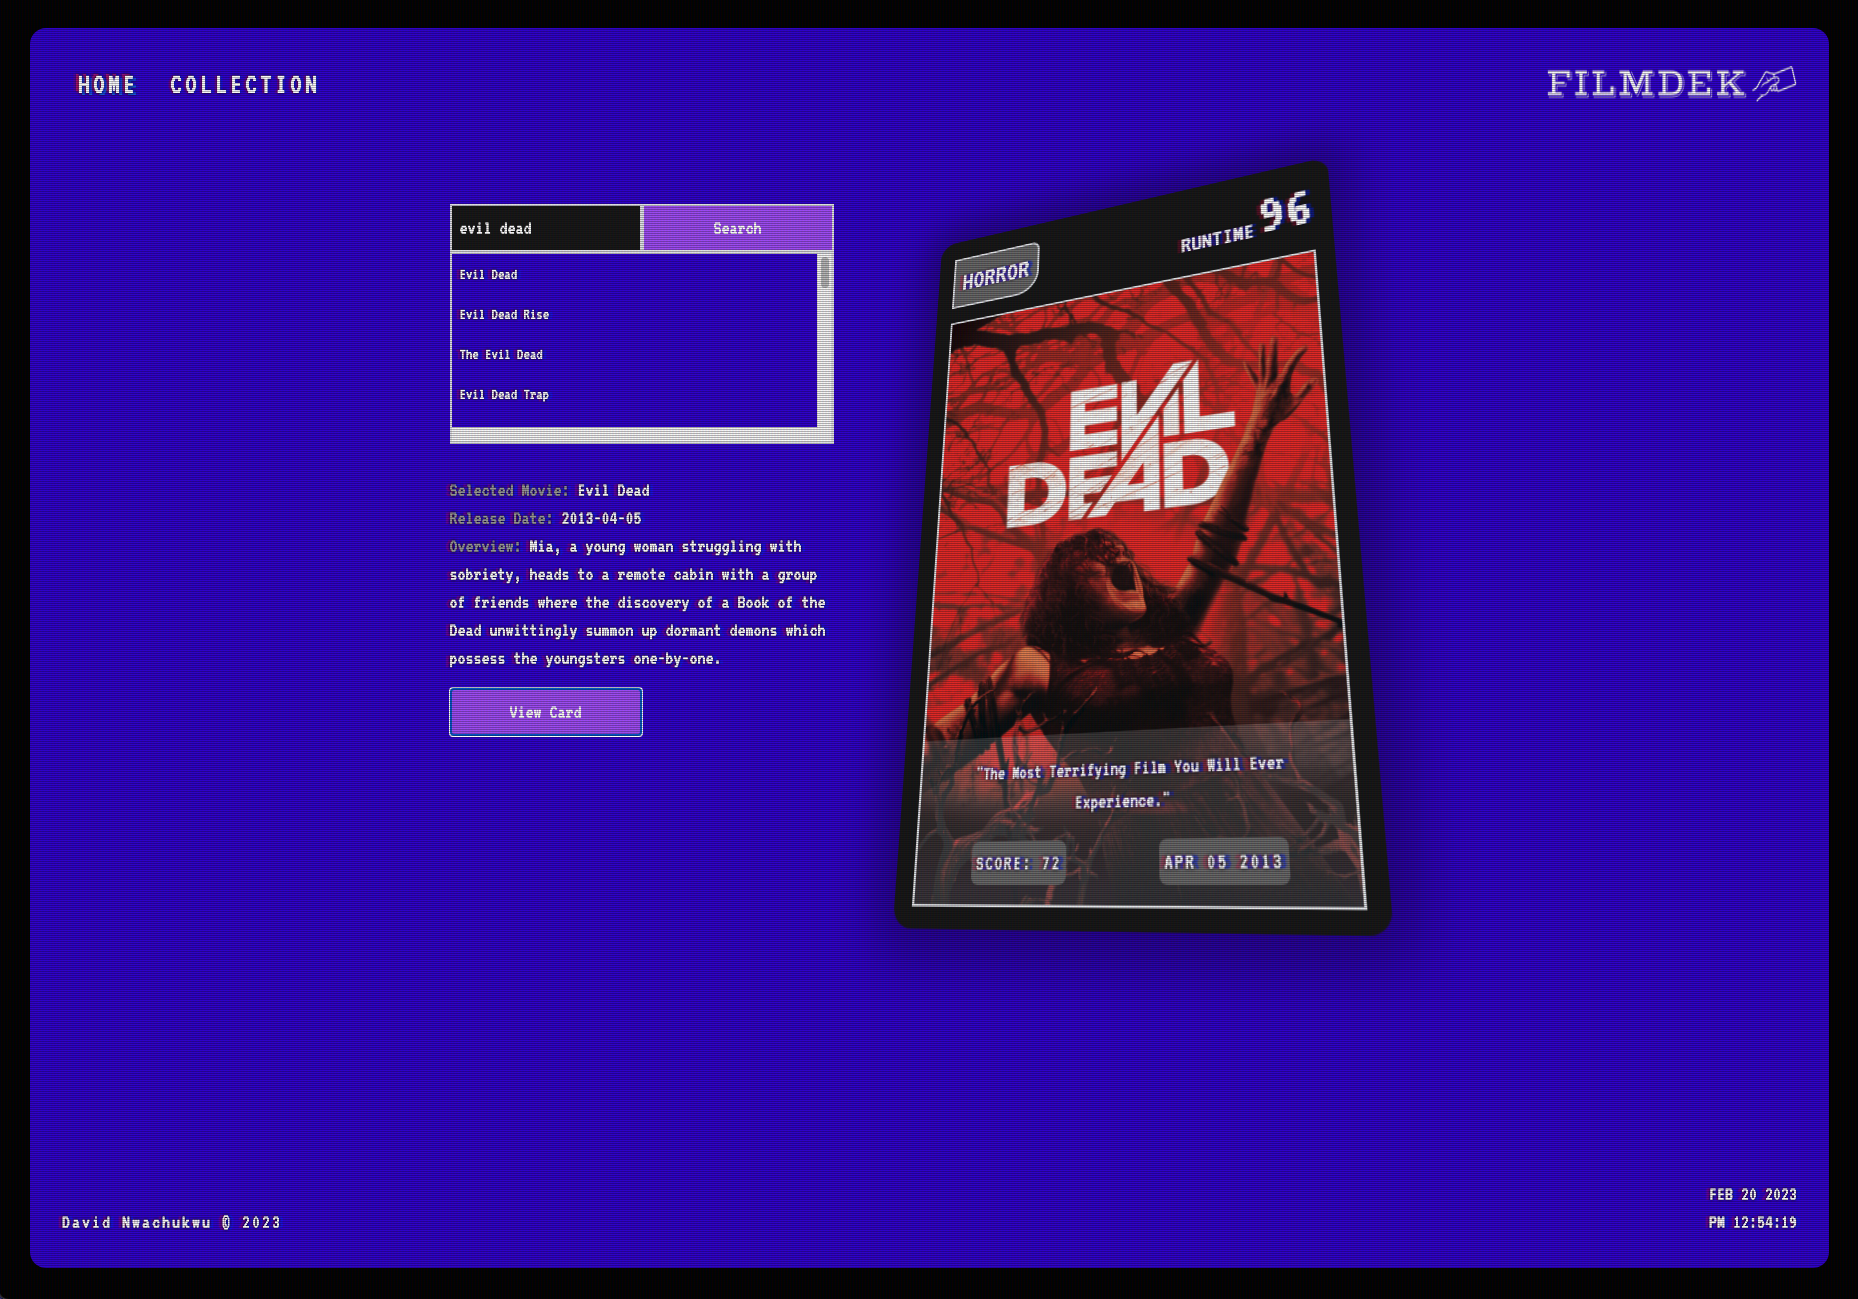 HOME COLLECTION
FILMDEK
evil dead
Search
Evil Dead
Evil Dead Rise
The Evil Dead
Evil Dead Trap
Selected Movie: Evil Dead
Release Date: 2013-04-05
Overview: Mia, a young woman struggling with
sobriety, heads to a remote cabin with a group
of friends where the discovery of a Book of the
Dead unwittingly summon up dormant demons which
possess the youngsters one-by-one.
View Card
HORROR
RUNTIME 96
EVIL
DEAD
"The Most Terrifying Film You Will Ever
Experience."
SCORE: 72
APR 05 2013
David Nwachukwu © 2023
FEB 20 2023
PM 12:54:19